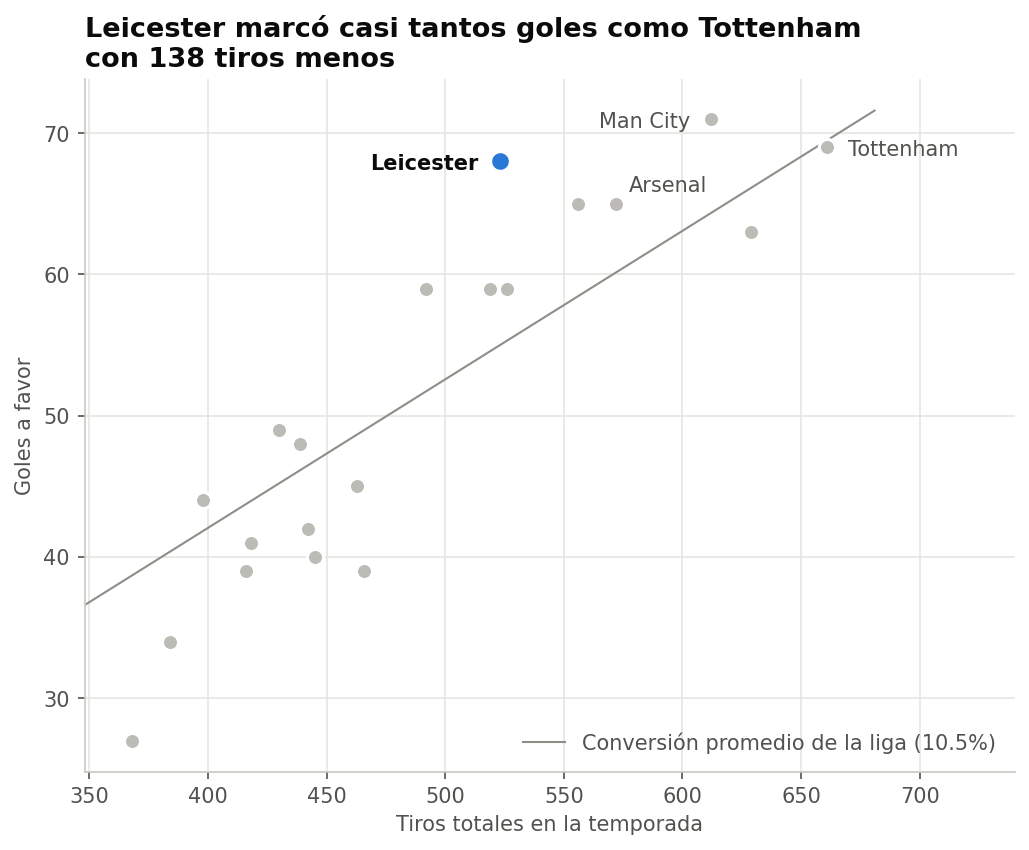 Leicester marcó casi tantos goles como Tottenham
con 138 tiros menos
Man City
Leicester
Tottenham
Arsenal
Goles a favor
70
60
50
40
30
Conversión promedio de la liga (10.5%)
350 400 450 500 550 600 650 700
Tiros totales en la temporada